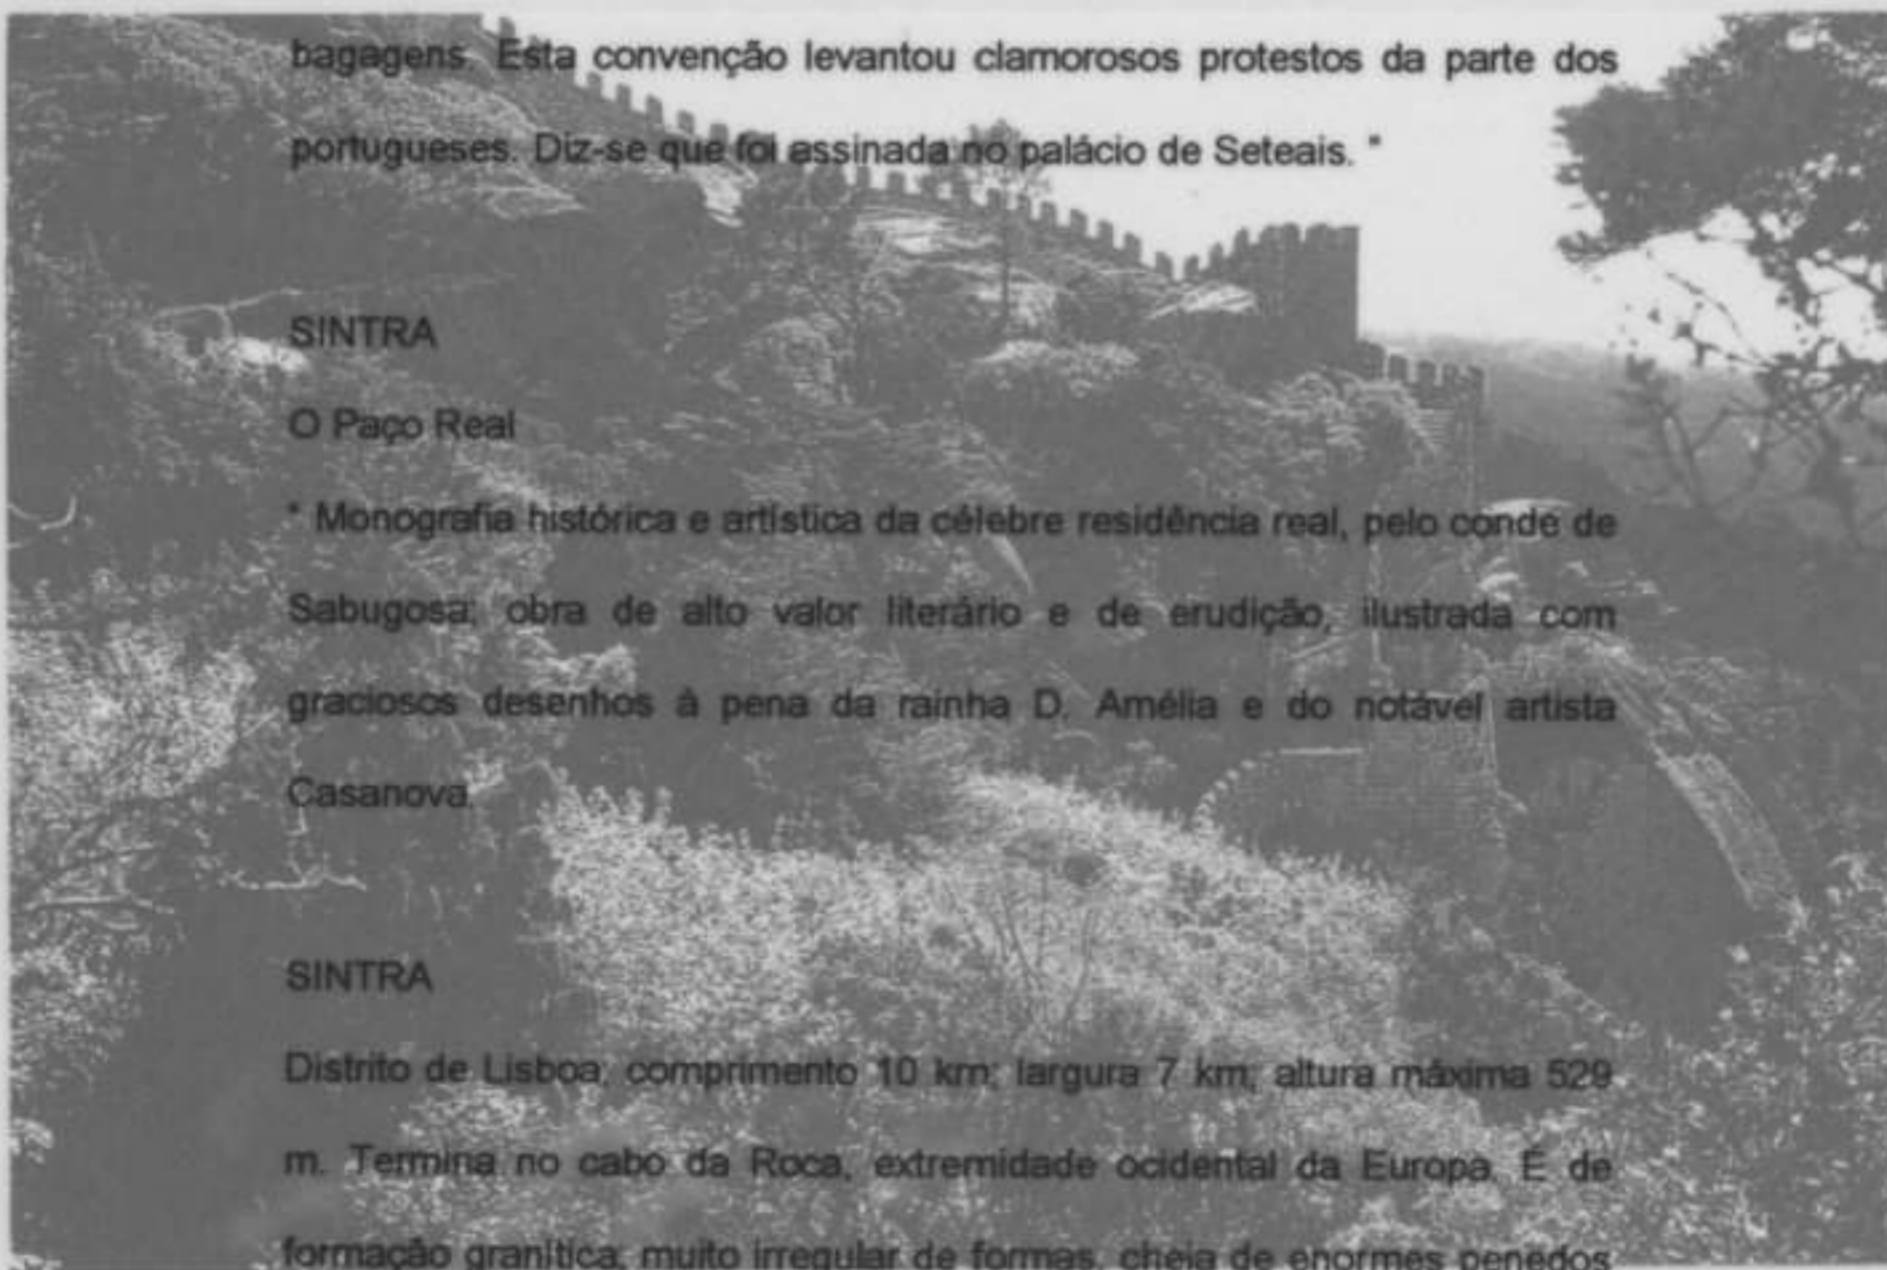 bagagens. Esta convenção levantou clamorosos protestos da parte dos
portugueses. Diz-se que foi assinada no palácio de Seteais. "
SINTRA
O Paço Real
" Monografia histórica e artística da célebre residência real, pelo conde de
Sabugosa; obra de alto valor literário e de erudição, ilustrada com
graciosos desenhos à pena da rainha D. Amélia e do notável artista
Casanova.
SINTRA
Distrito de Lisboa; comprimento 10 km; largura 7 km; altura máxima 529
m. Termina no cabo da Roca, extremidade ocidental da Europa. É de
formação granítica, muito irregular de formas, cheia de enormes penedos